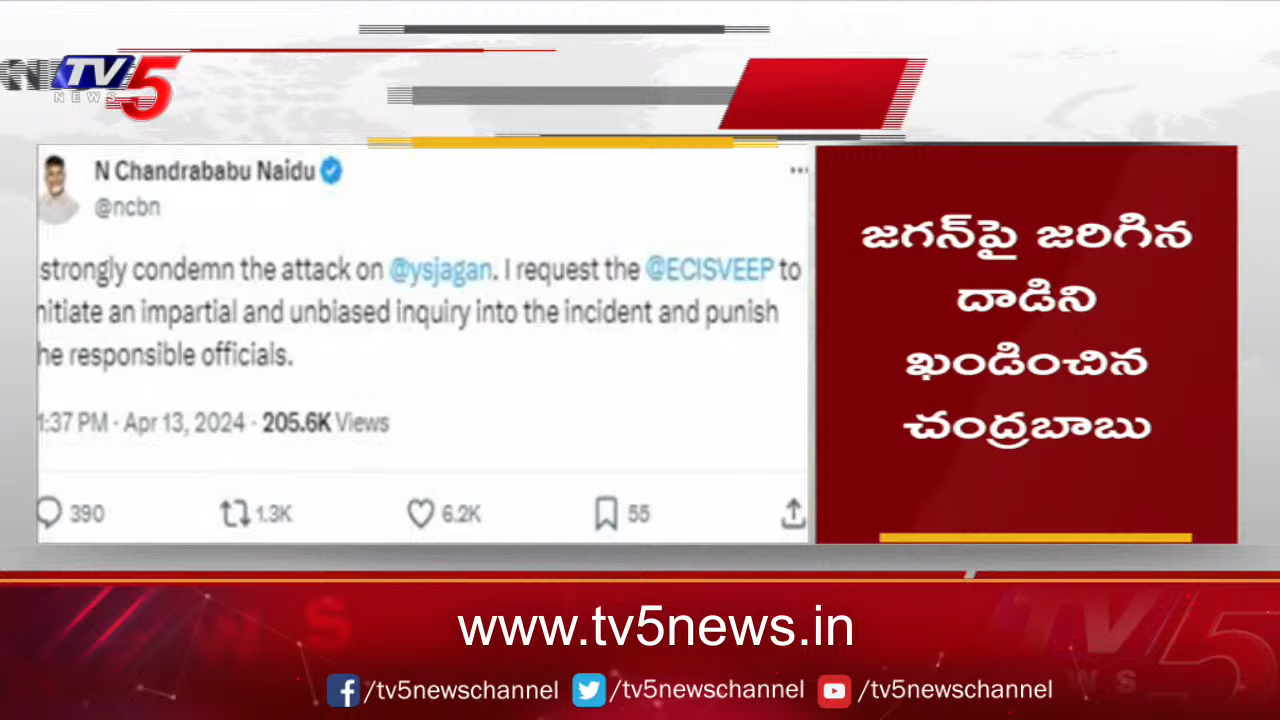 TV5
NEWS
N Chandrababu Naidu
@ncbn
strongly condemn the attack on @ysjagan. I request the @ECISVEEP to
nitiate an impartial and unbiased inquiry into the incident and punish
he responsible officials.
1:37 PM · Apr 13, 2024 · 205.6K Views
390 1.3K 6.2K 55
జగన్‌పై జరిగిన
దాడిని
ఖండించిన
చంద్రబాబు
www.tv5news.in
/tv5newschannel /tv5newschannel /tv5newschannel